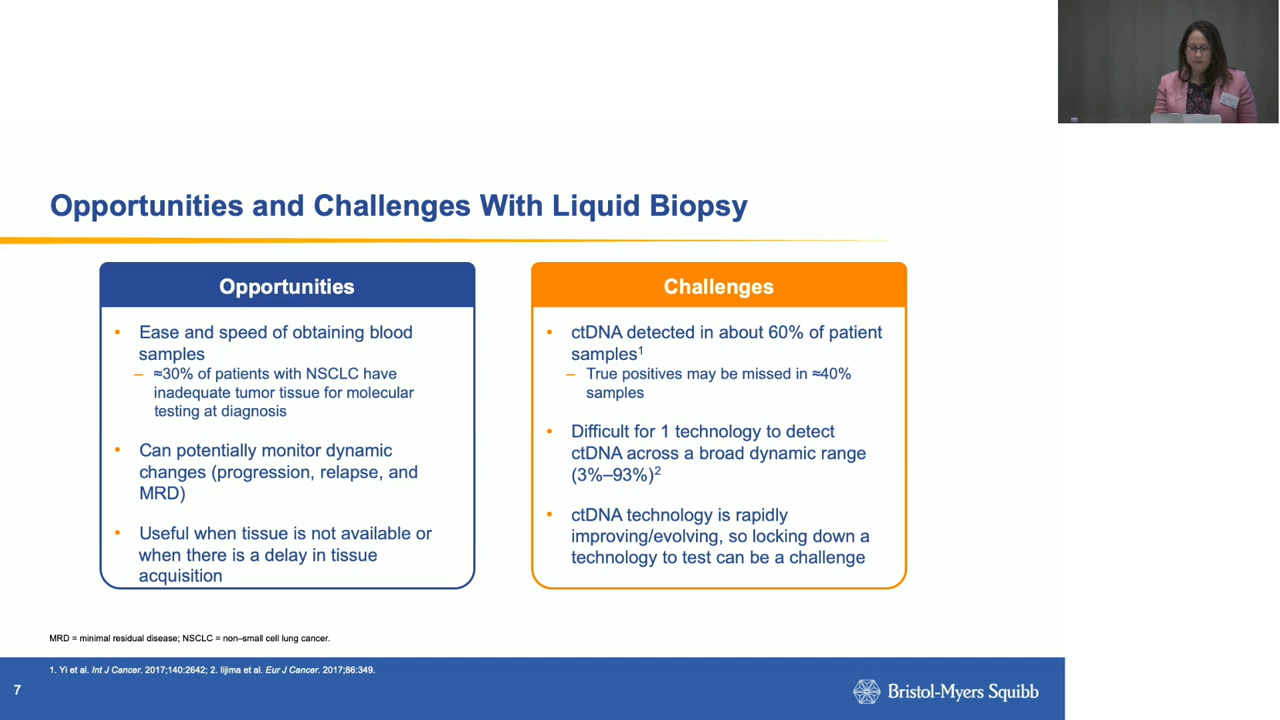 Opportunities and Challenges With Liquid Biopsy
Opportunities
• Ease and speed of obtaining blood
samples
– ≈30% of patients with NSCLC have
inadequate tumor tissue for molecular
testing at diagnosis
• Can potentially monitor dynamic
changes (progression, relapse, and
MRD)
• Useful when tissue is not available or
when there is a delay in tissue
acquisition
Challenges
• ctDNA detected in about 60% of patient
samples1
– True positives may be missed in ≈40%
samples
• Difficult for 1 technology to detect
ctDNA across a broad dynamic range
(3%–93%)2
• ctDNA technology is rapidly
improving/evolving, so locking down a
technology to test can be a challenge
MRD = minimal residual disease; NSCLC = non–small cell lung cancer.
1. Yi et al. Int J Cancer. 2017;140:2642; 2. Iijima et al. Eur J Cancer. 2017;86:349.
7
Bristol-Myers Squibb